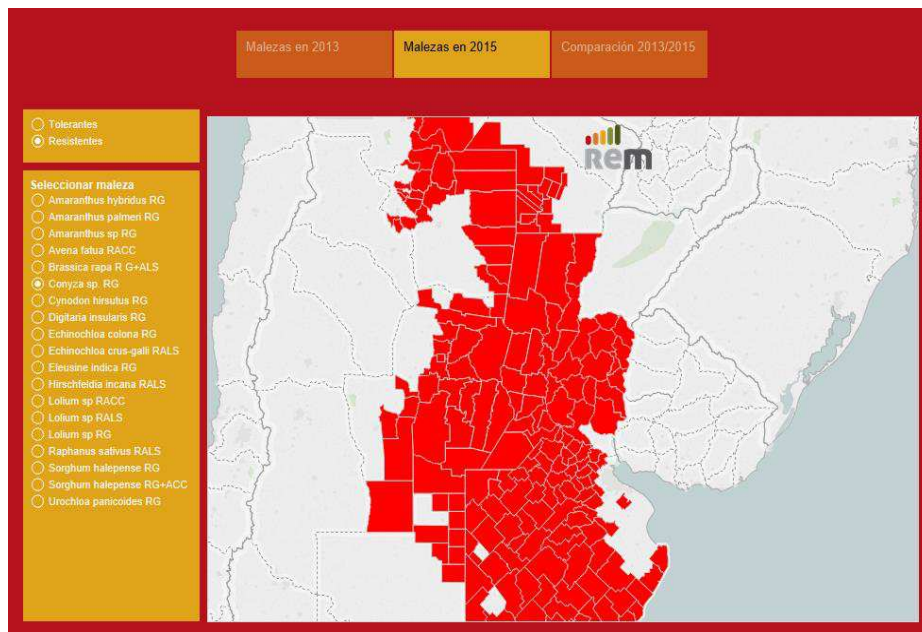 Malezas en 2013
Malezas en 2015
Comparación 2013/2015
Tolerantes
Resistentes
Seleccionar maleza
Amaranthus hybridus RG
Amaranthus palmeri RG
Amaranthus sp RG
Avena fatua RACC
Brassica rapa R G+ALS
Conyza sp. RG
Cynodon hirsutus RG
Digitaria insularis RG
Echinochloa colona RG
Echinochloa crus-galli RALS
Eleusine indica RG
Hirschfeldia incana RALS
Lolium sp RACC
Lolium sp RALS
Lolium sp RG
Raphanus sativus RALS
Sorghum halepense RG
Sorghum halepense RG+ACC
Urochloa panicoides RG
rem